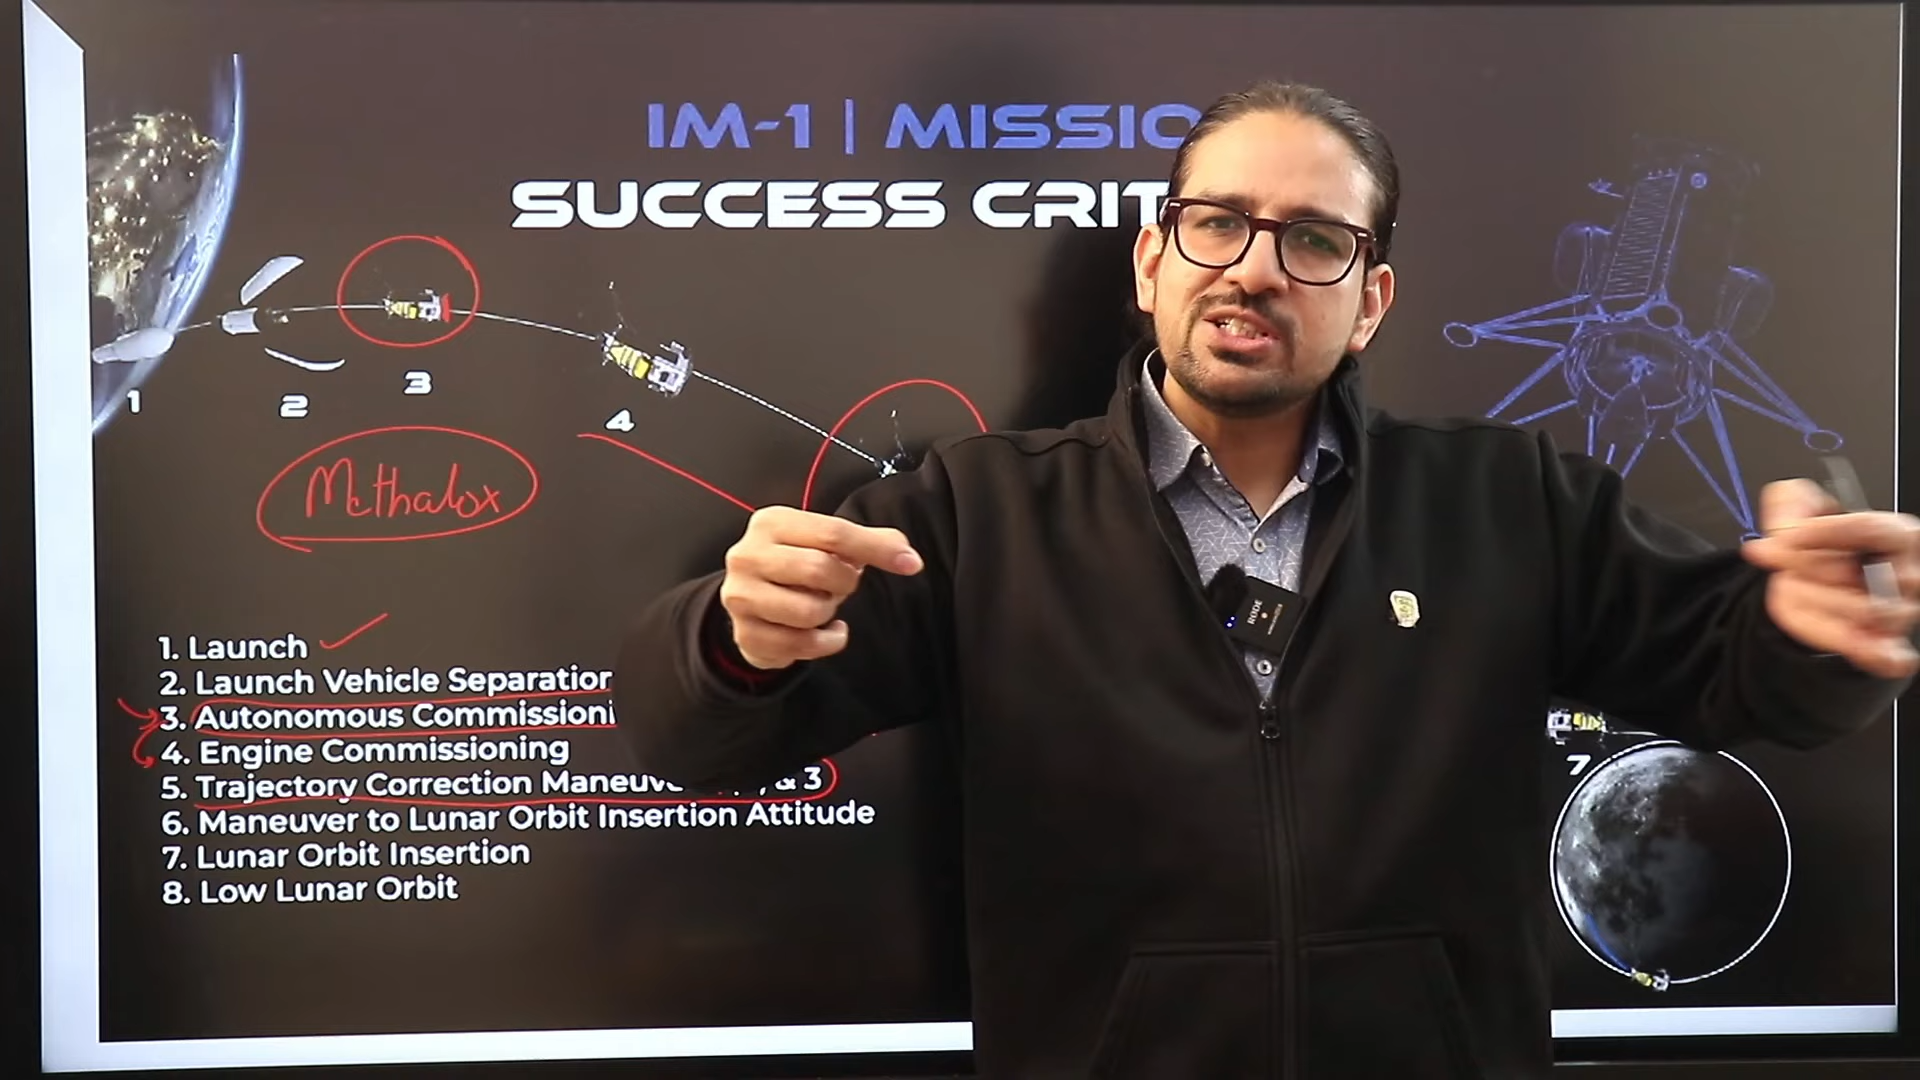 IM-1 | MISSIO
SUCCESS CRIT
1
2
3
4
Methalox
1. Launch
2. Launch Vehicle Separation
3. Autonomous Commissioni
4. Engine Commissioning
5. Trajectory Correction & 3
6. Maneuver to Lunar Orbit Insertion Attitude
7. Lunar Orbit Insertion
8. Low Lunar Orbit
7
RODE